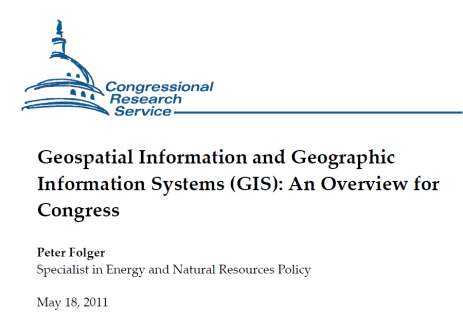 Congressional
Research
Service
Geospatial Information and Geographic
Information Systems (GIS): An Overview for
Congress
Peter Folger
Specialist in Energy and Natural Resources Policy
May 18, 2011